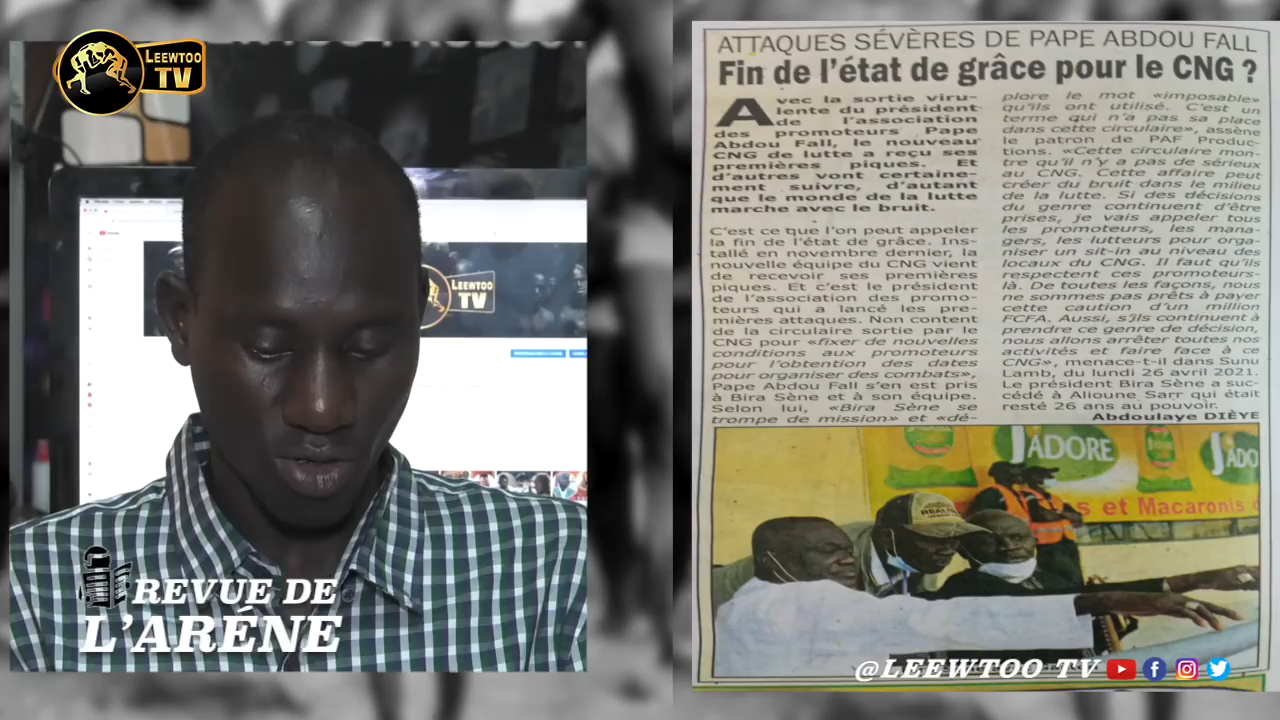 LEEWTOO
TV
LEEWTOO
TV
REVUE DE
L'ARÉNE
ATTAQUES SÉVÈRES DE PAPE ABDOU FALL
Fin de l'état de grâce pour le CNG ?
Avec la sortie viru-
lente du président
de l'association
des promoteurs Pape
Abdou Fall, le nouveau
CNG de lutte a reçu ses
premières piques. Et
d'autres vont certaine-
ment suivre, d'autant
que le monde de la lutte
marche avec le bruit.
C'est ce que l'on peut appeler
la fin de l'état de grâce. Ins-
tallé en novembre dernier, la
nouvelle équipe du CNG vient
de recevoir ses premières
piques. Et c'est le président
de l'association des promo-
teurs qui a lancé les pre-
mières attaques. Non content
de la circulaire sortie par le
CNG pour «fixer de nouvelles
conditions aux promoteurs
pour l'obtention des dates
pour organiser des combats»,
Pape Abdou Fall s'en est pris
à Bira Sène et à son équipe.
Selon lui, «Bira Sène se
trompe de mission» et «dé-
plore le mot «imposable»
qu'ils ont utilisé. C'est un
terme qui n'a pas sa place
dans cette circulaire», assène
le patron de PAF Produc-
tions. «Cette circulaire mon-
tre qu'il n'y a pas de sérieux
au CNG. Cette affaire peut
créer du bruit dans le milieu
de la lutte. Si des décisions
du genre continuent d'être
prises, je vais appeler tous
les promoteurs, les mana-
gers, les lutteurs pour orga-
niser un sit-in au niveau des
locaux du CNG. Il faut qu'ils
respectent ces promoteurs-
là. De toutes les façons, nous
ne sommes pas prêts à payer
cette caution d'un million
FCFA. Aussi, s'ils continuent à
prendre ce genre de décision,
nous allons arrêter toutes nos
activités et faire face à ce
CNG», menace-t-il dans Sunu
Lamb, du lundi 26 avril 2021.
Le président Bira Sène a suc-
cédé à Alioune Sarr qui était
resté 26 ans au pouvoir.
Abdoulaye DIÈYE
J'ADORE
J'ADO
s et Macaronis
@LEEWTOO TV